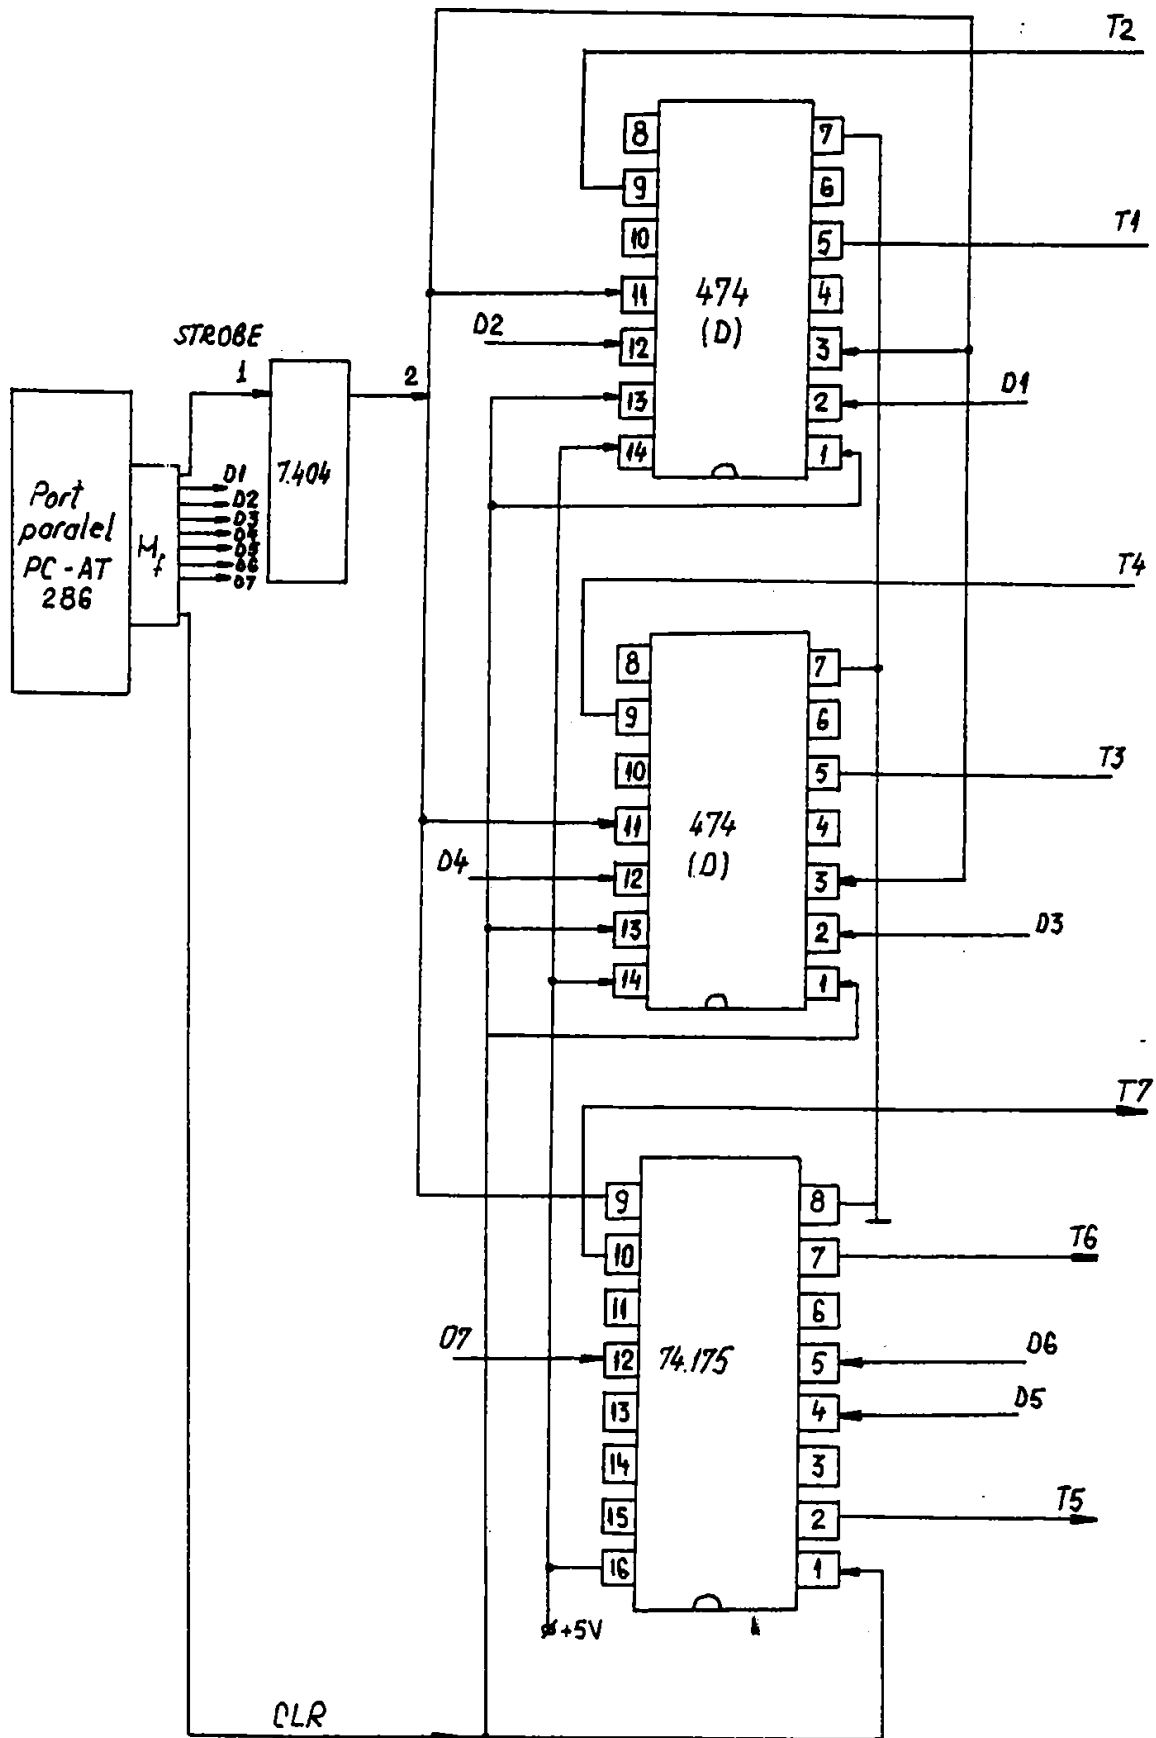 T2
8 7
9 6
10 5 T1
11 474 4
D2 (D)
12 3
STROBE
1 2
13 2 D1
14 1
7.404
Port
paralel
PC-AT
286
Mf
D1
D2
D3
D4
D5
D6
D7
T4
8 7
9 6
10 5 T3
11 474 4
D4 (D)
12 3
13 2 D3
14 1
T7
9 8
10 7 T6
11 6
D7 12 74.175 5 D6
13 4 D5
14 3
15 2 T5
16 1
+5V
CLR